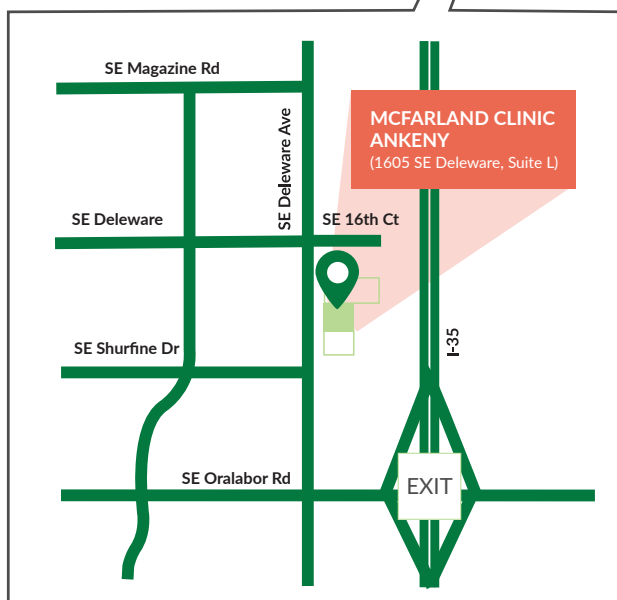 SE Magazine Rd
MCFARLAND CLINIC
ANKENY
(1605 SE Deleware, Suite L)
SE Deleware Ave
SE Deleware
SE 16th Ct
SE Shurfine Dr
I-35
SE Oralabor Rd
EXIT